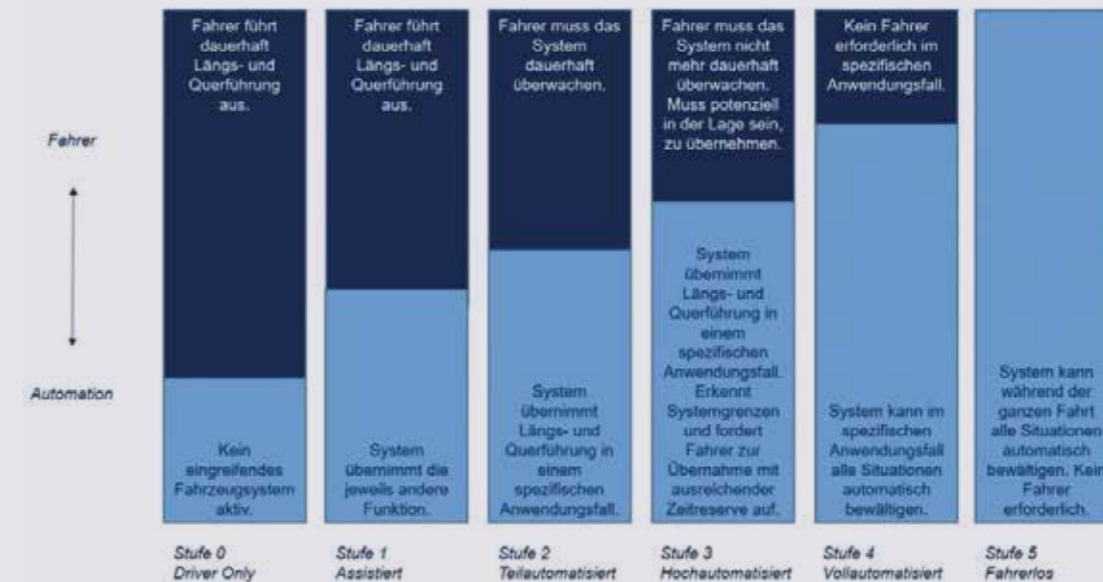 Fahrer führt
dauerhaft
Längs- und
Querführung
aus.
Fahrer führt
dauerhaft
Längs- und
Querführung
aus.
Fahrer muss das
System
dauerhaft
überwachen.
Fahrer muss das
System nicht
mehr dauerhaft
überwachen.
Muss potenziell
in der Lage sein,
zu übernehmen.
Kein Fahrer
erforderlich im
spezifischen
Anwendungsfall.
Fahrer
Automation
Kein
eingreifendes
Fahrzeugsystem
aktiv.
System
übernimmt die
jeweils andere
Funktion.
System
übernimmt
Längs- und
Querführung in
einem
spezifischen
Anwendungsfall.
System
übernimmt
Längs- und
Querführung in
einem
spezifischen
Anwendungsfall.
Erkennt
Systemgrenzen
und fordert
Fahrer zur
Übernahme mit
ausreichender
Zeitreserve auf.
System kann im
spezifischen
Anwendungsfall
alle Situationen
automatisch
bewältigen.
System kann
während der
ganzen Fahrt
alle Situationen
automatisch
bewältigen. Kein
Fahrer
erforderlich.
Stufe 0
Driver Only
Stufe 1
Assistiert
Stufe 2
Teilautomatisiert
Stufe 3
Hochautomatisiert
Stufe 4
Vollautomatisiert
Stufe 5
Fahrerlos